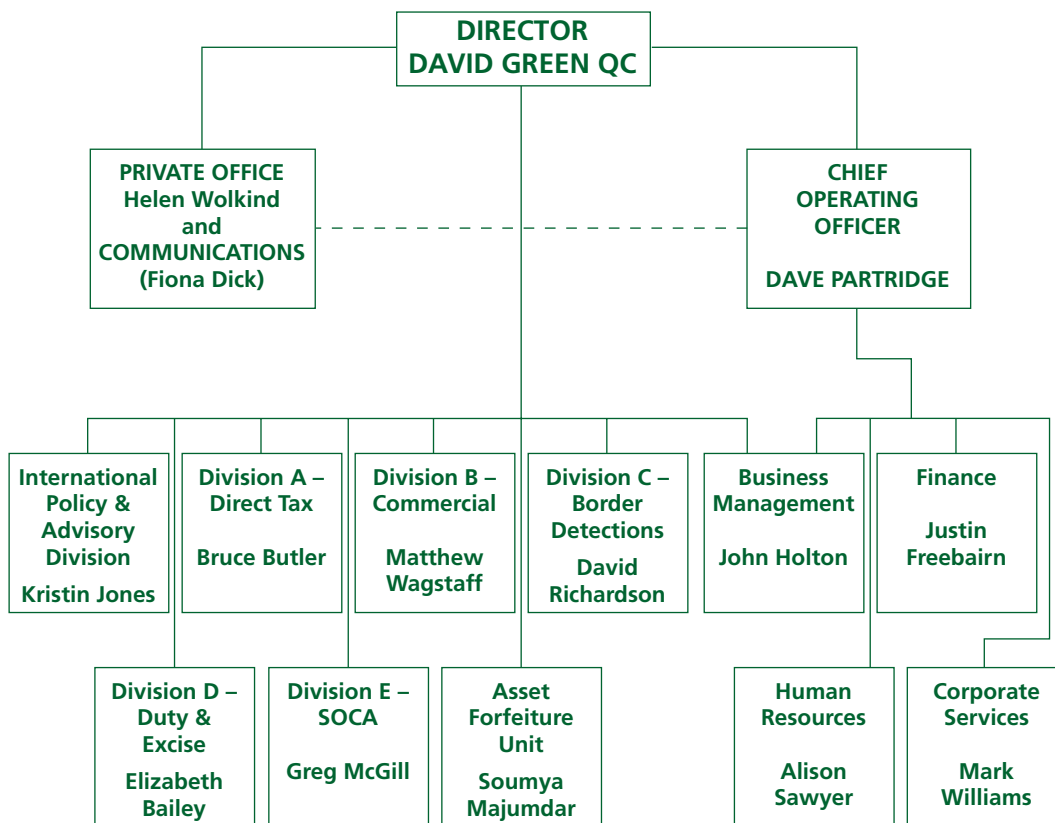 DIRECTOR
DAVID GREEN QC
PRIVATE OFFICE
Helen Wolkind
and
COMMUNICATIONS
(Fiona Dick)
CHIEF
OPERATING
OFFICER
DAVE PARTRIDGE
International
Policy &
Advisory
Division
Kristin Jones
Division A –
Direct Tax
Bruce Butler
Division B –
Commercial
Matthew
Wagstaff
Division C –
Border
Detections
David
Richardson
Business
Management
John Holton
Finance
Justin
Freebairn
Division D –
Duty &
Excise
Elizabeth
Bailey
Division E –
SOCA
Greg McGill
Asset
Forfeiture
Unit
Soumya
Majumdar
Human
Resources
Alison
Sawyer
Corporate
Services
Mark
Williams